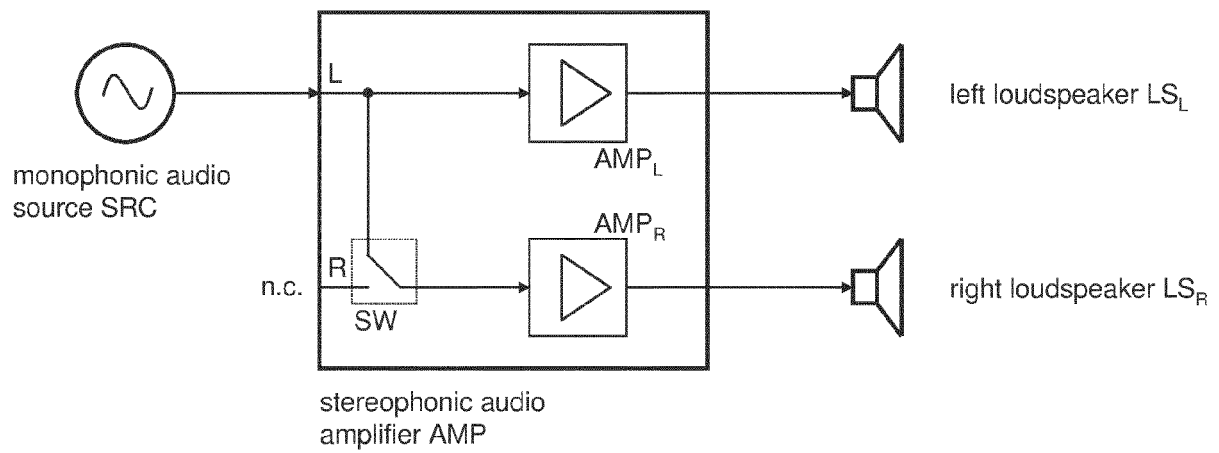 L
left loudspeaker LS_L
AMP_L
monophonic audio
source SRC
AMP_R
R
n.c.
right loudspeaker LS_R
SW
stereophonic audio
amplifier AMP